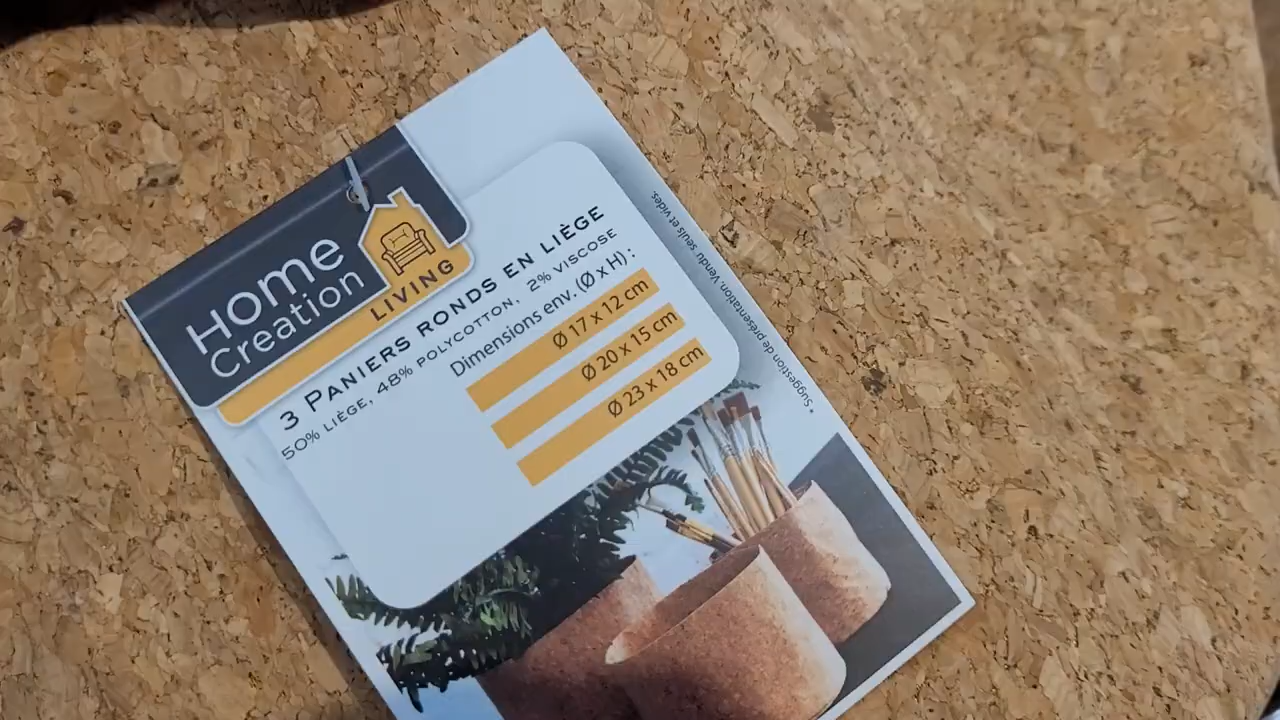 Home
Creation
LIVING
3 PANIERS RONDS EN LIÈGE
50% LIÈGE, 48% POLYCOTTON, 2% VISCOSE
Dimensions env. (Ø x H) :
Ø 17 x 12 cm
Ø 20 x 15 cm
Ø 23 x 18 cm
* Suggestion de présentation. Vendu seuls et vides.